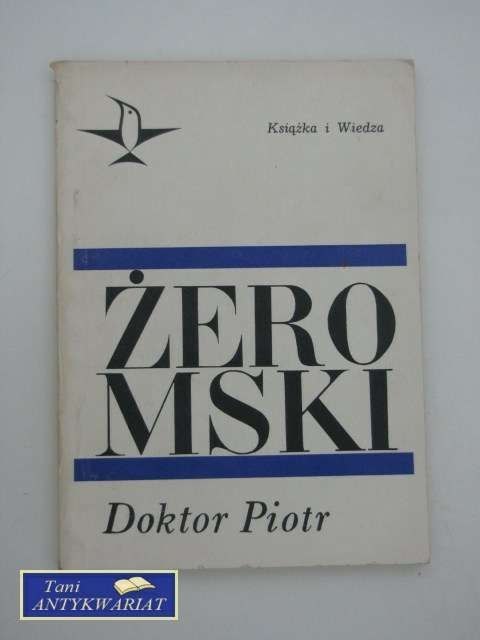 Książka i Wiedza
ŻERO
MSKI
Doktor Piotr
Tani
ANTYKWARIAT